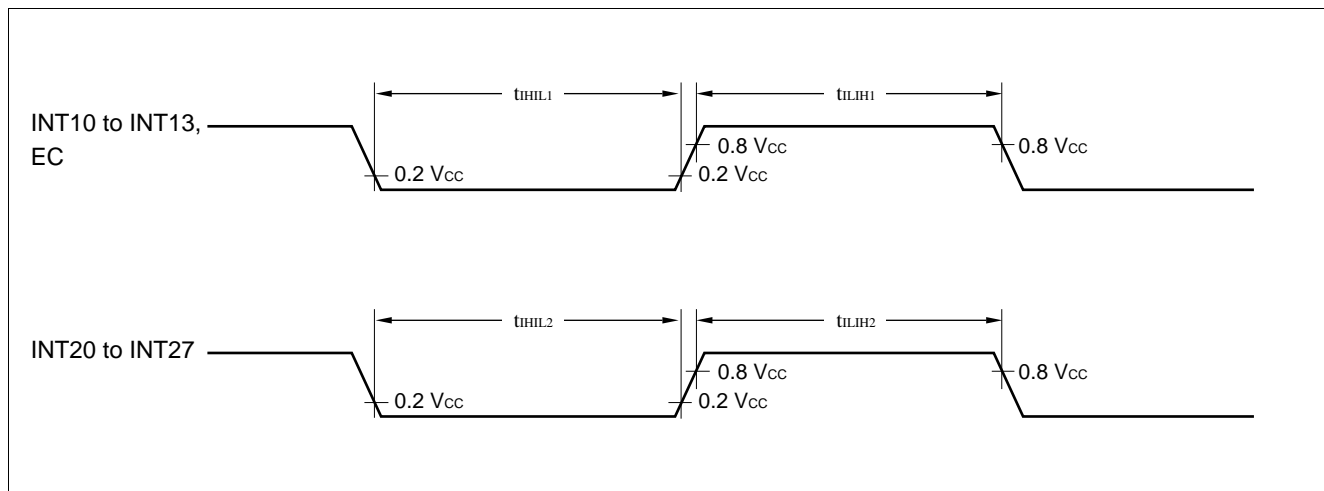 tIHIL1 tILIH1
INT10 to INT13,
EC
0.8 VCC 0.8 VCC
0.2 VCC 0.2 VCC
tIHIL2 tILIH2
INT20 to INT27
0.8 VCC 0.8 VCC
0.2 VCC 0.2 VCC